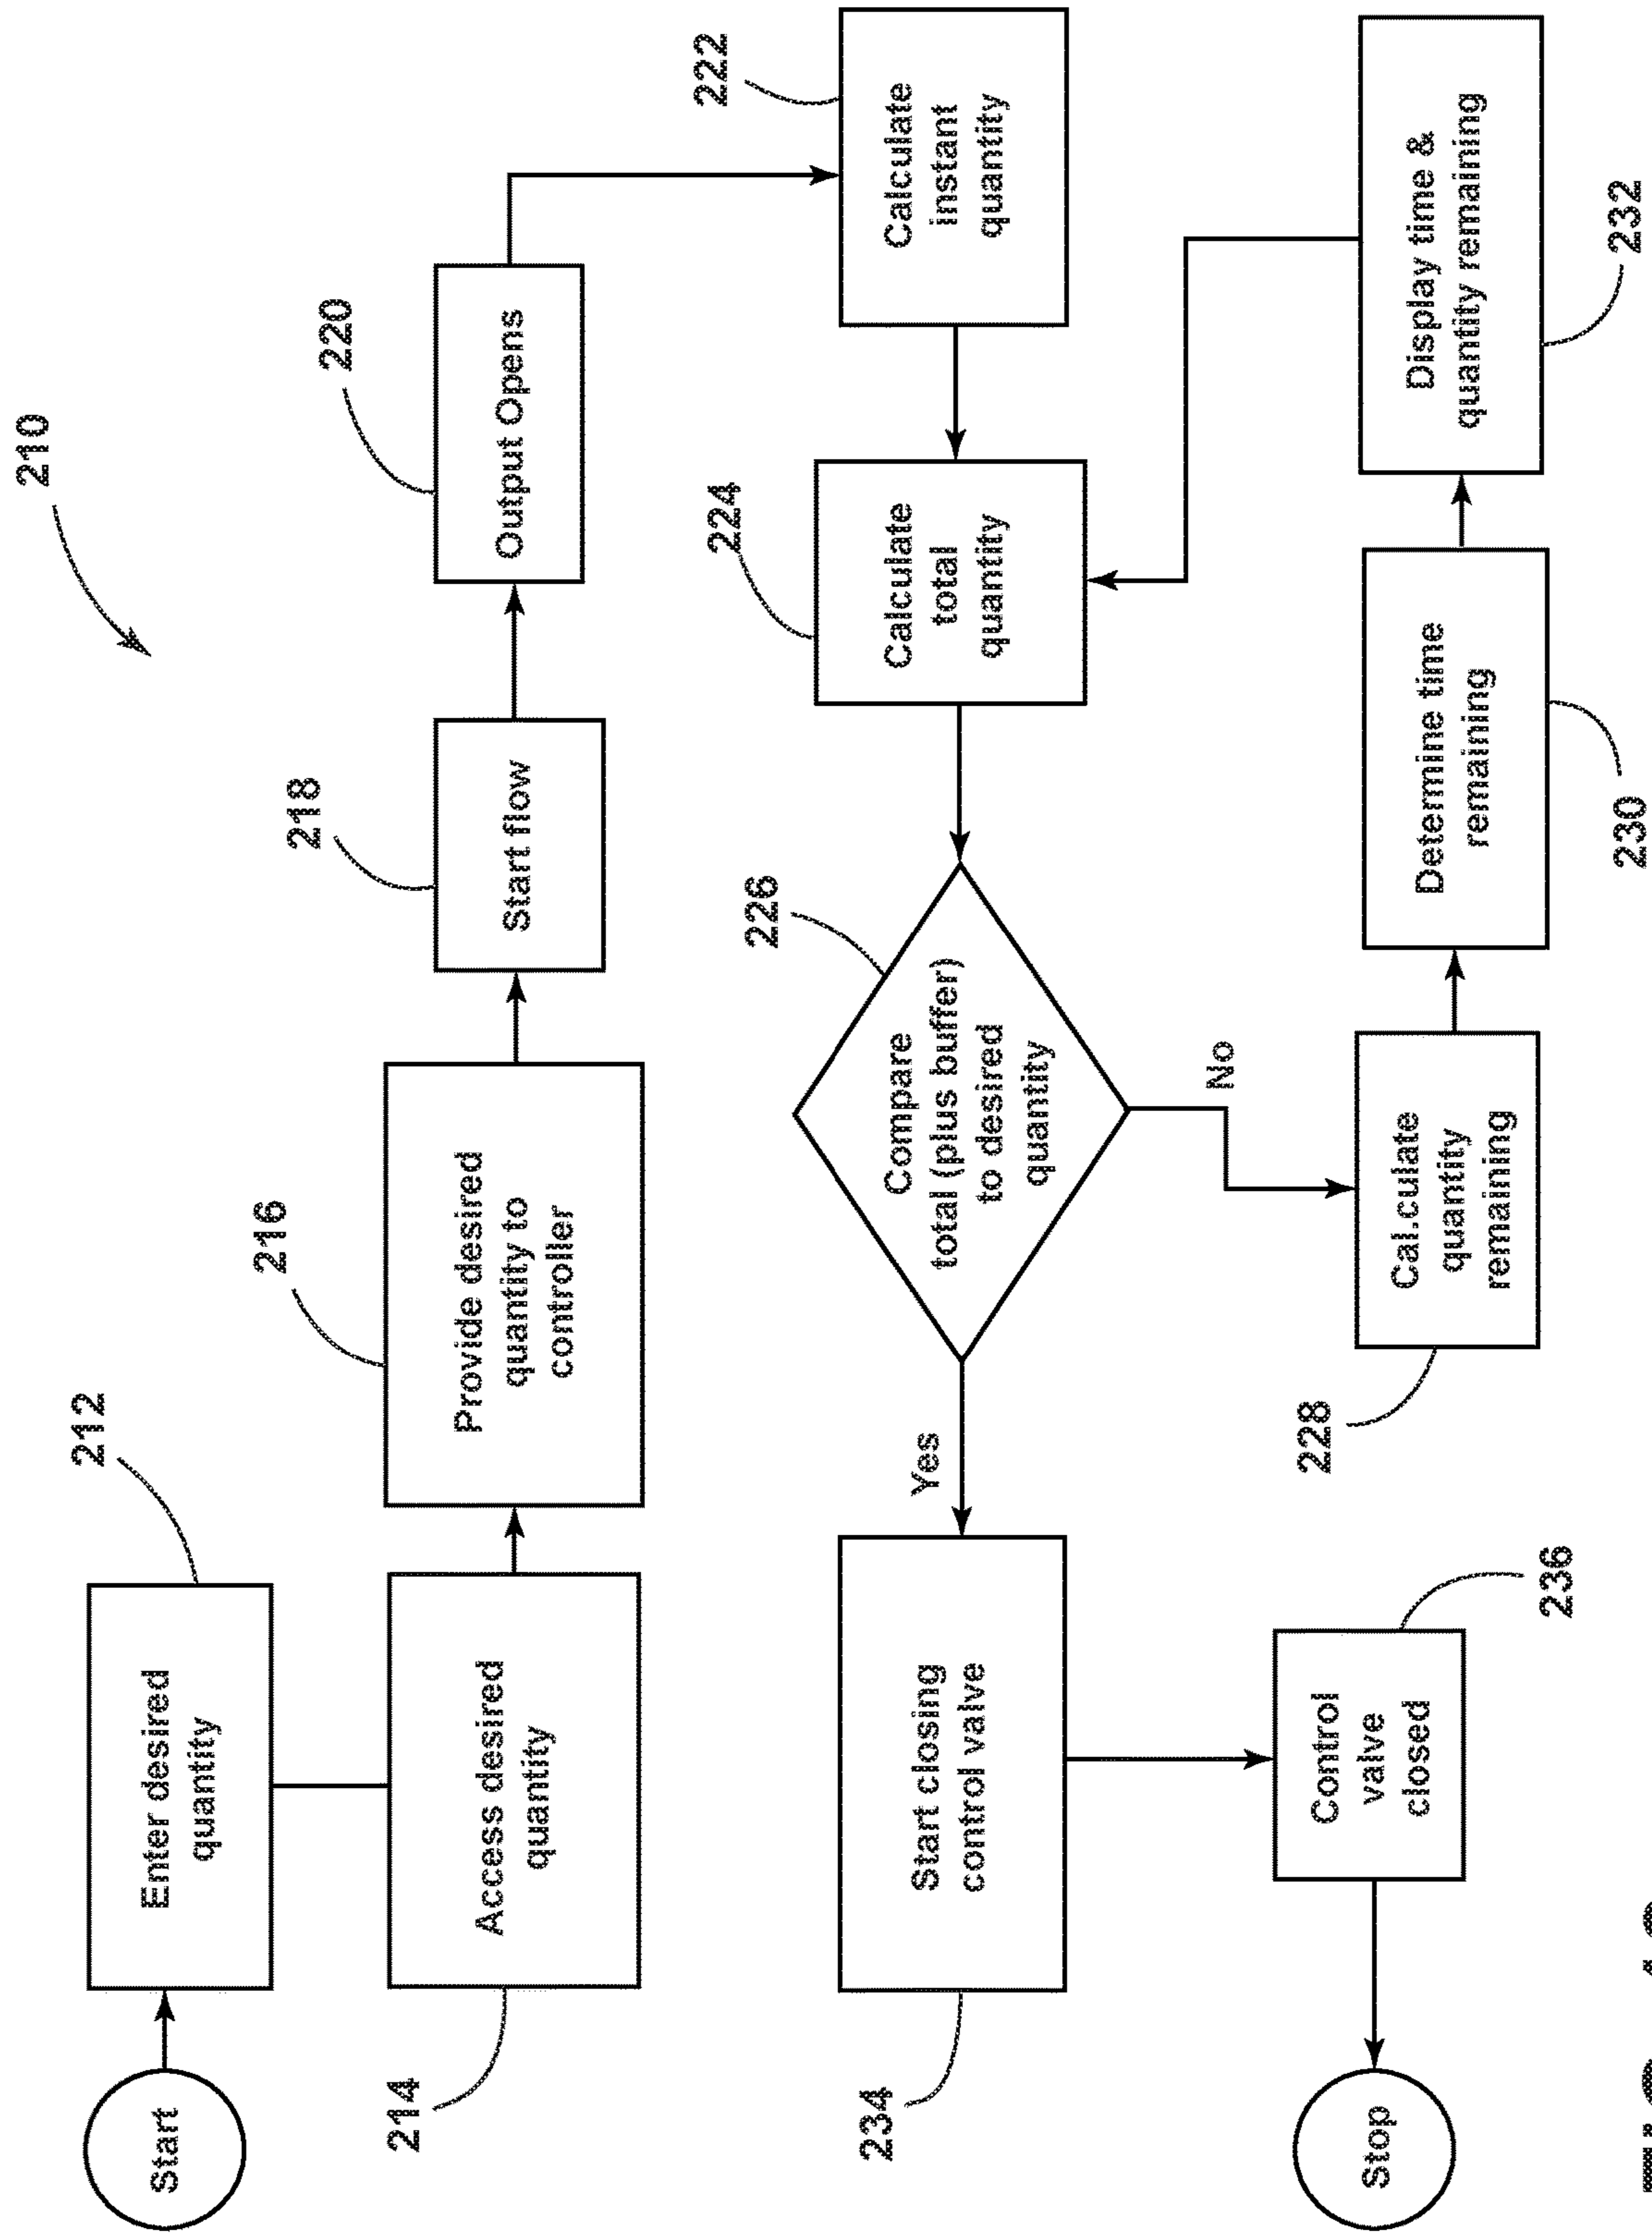 210
Start
212
Enter desired
quantity
214
Access desired
quantity
216
Provide desired
quantity to
controller
218
Start flow
220
Output Opens
222
Calculate
instant
quantity
224
Calculate
total
quantity
226
Compare
total (plus buffer)
to desired
quantity
Yes
No
228
Cal.culate
quantity
remaining
230
Determine time
remaining
232
Display time &
quantity remaining
234
Start closing
control valve
236
Control
valve
closed
Stop